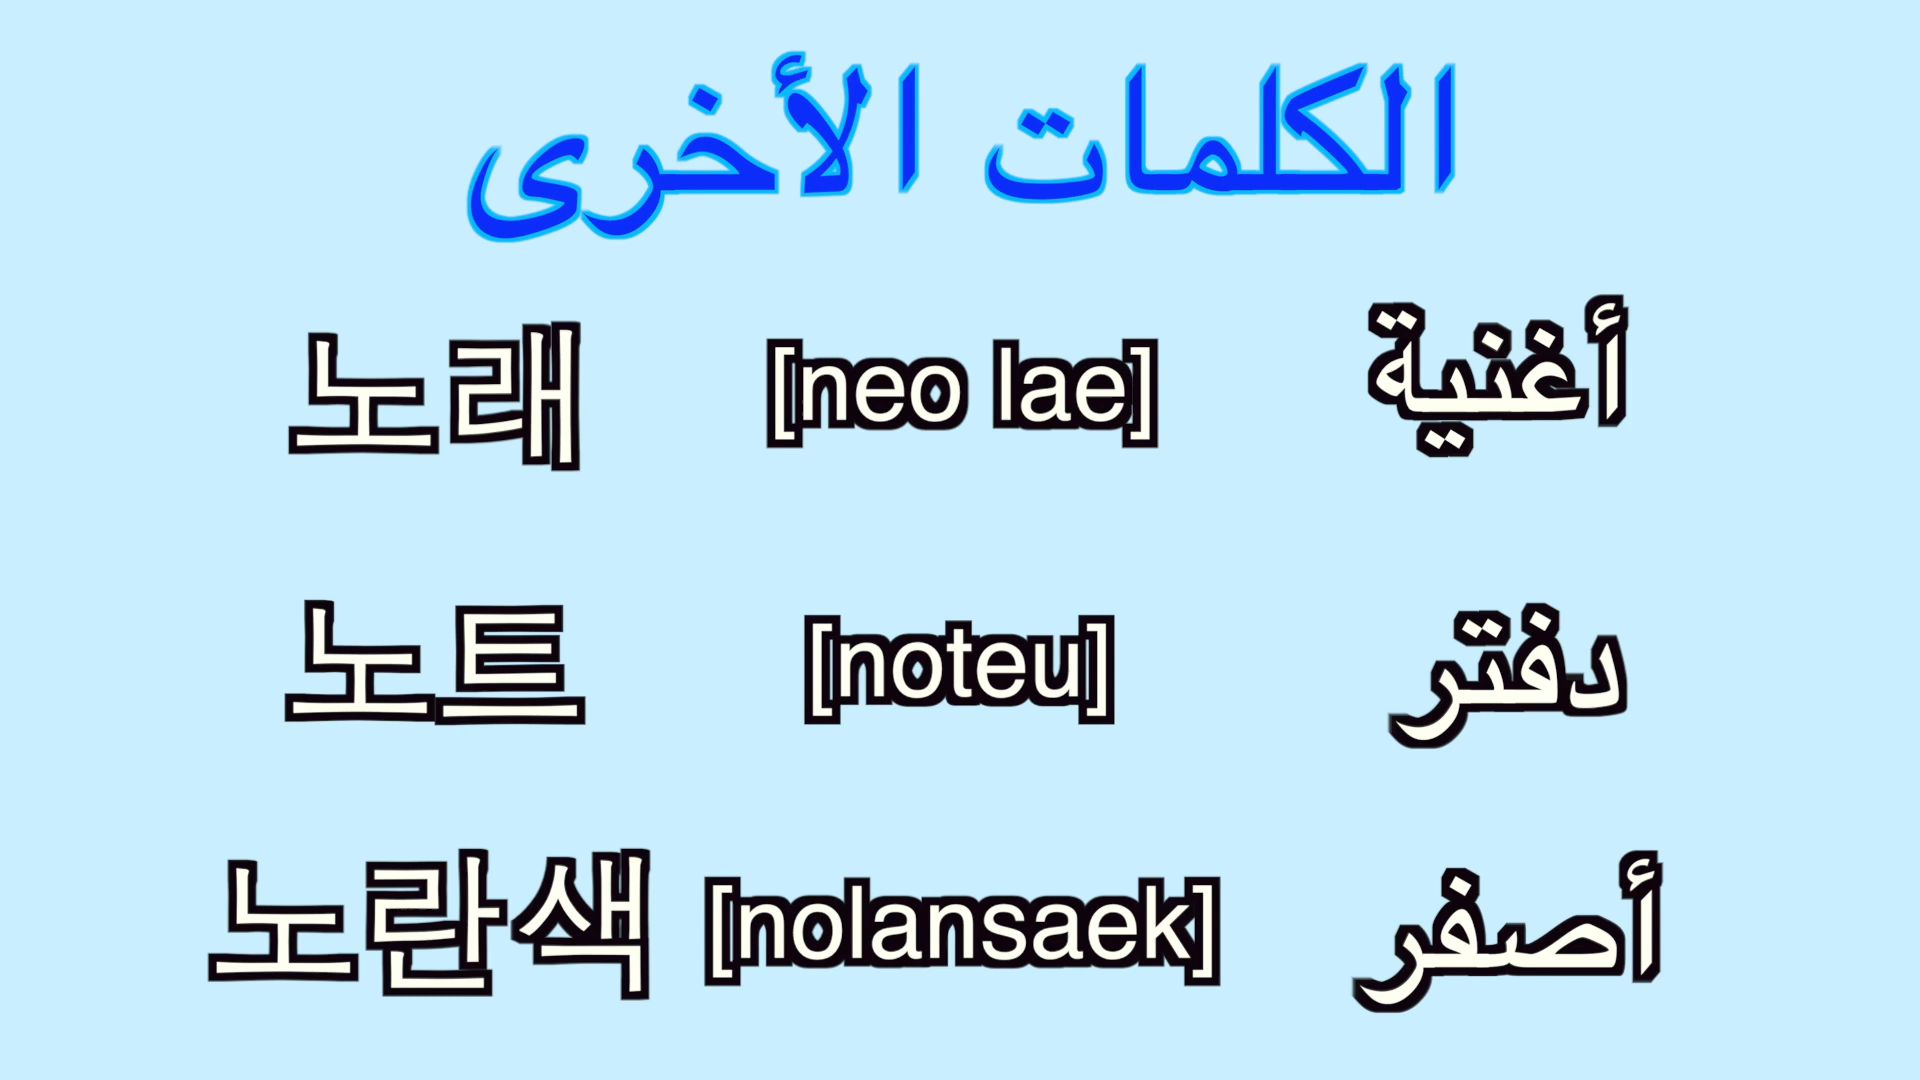 الكلمات الأخرى
노래 [neo lae] أغنية
노트 [noteu] دفتر
노란색 [nolansaek] أصفر